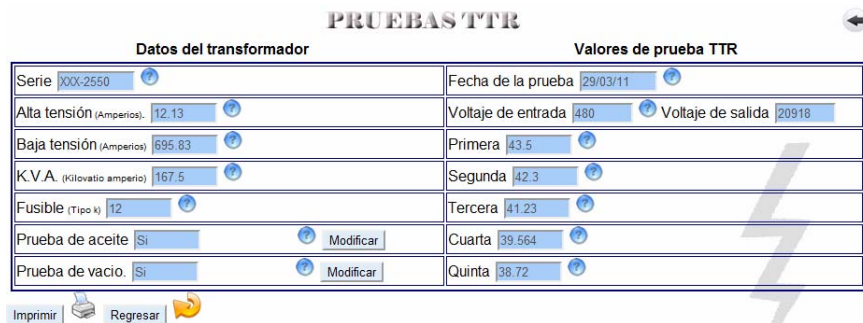 PRUEBAS TTR
Datos del transformador
Valores de prueba TTR
Serie XXX-2550
Fecha de la prueba 29/03/11
Alta tensión (Amperios). 12.13
Voltaje de entrada 480 Voltaje de salida 20918
Baja tensión (Amperios) 695.83
Primera 43.5
K.V.A. (Kilovatio amperio) 167.5
Segunda 42.3
Fusible (Tipo k) 12
Tercera 41.23
Prueba de aceite Si Modificar
Cuarta 39.564
Prueba de vacio. Si Modificar
Quinta 38.72
Imprimir Regresar